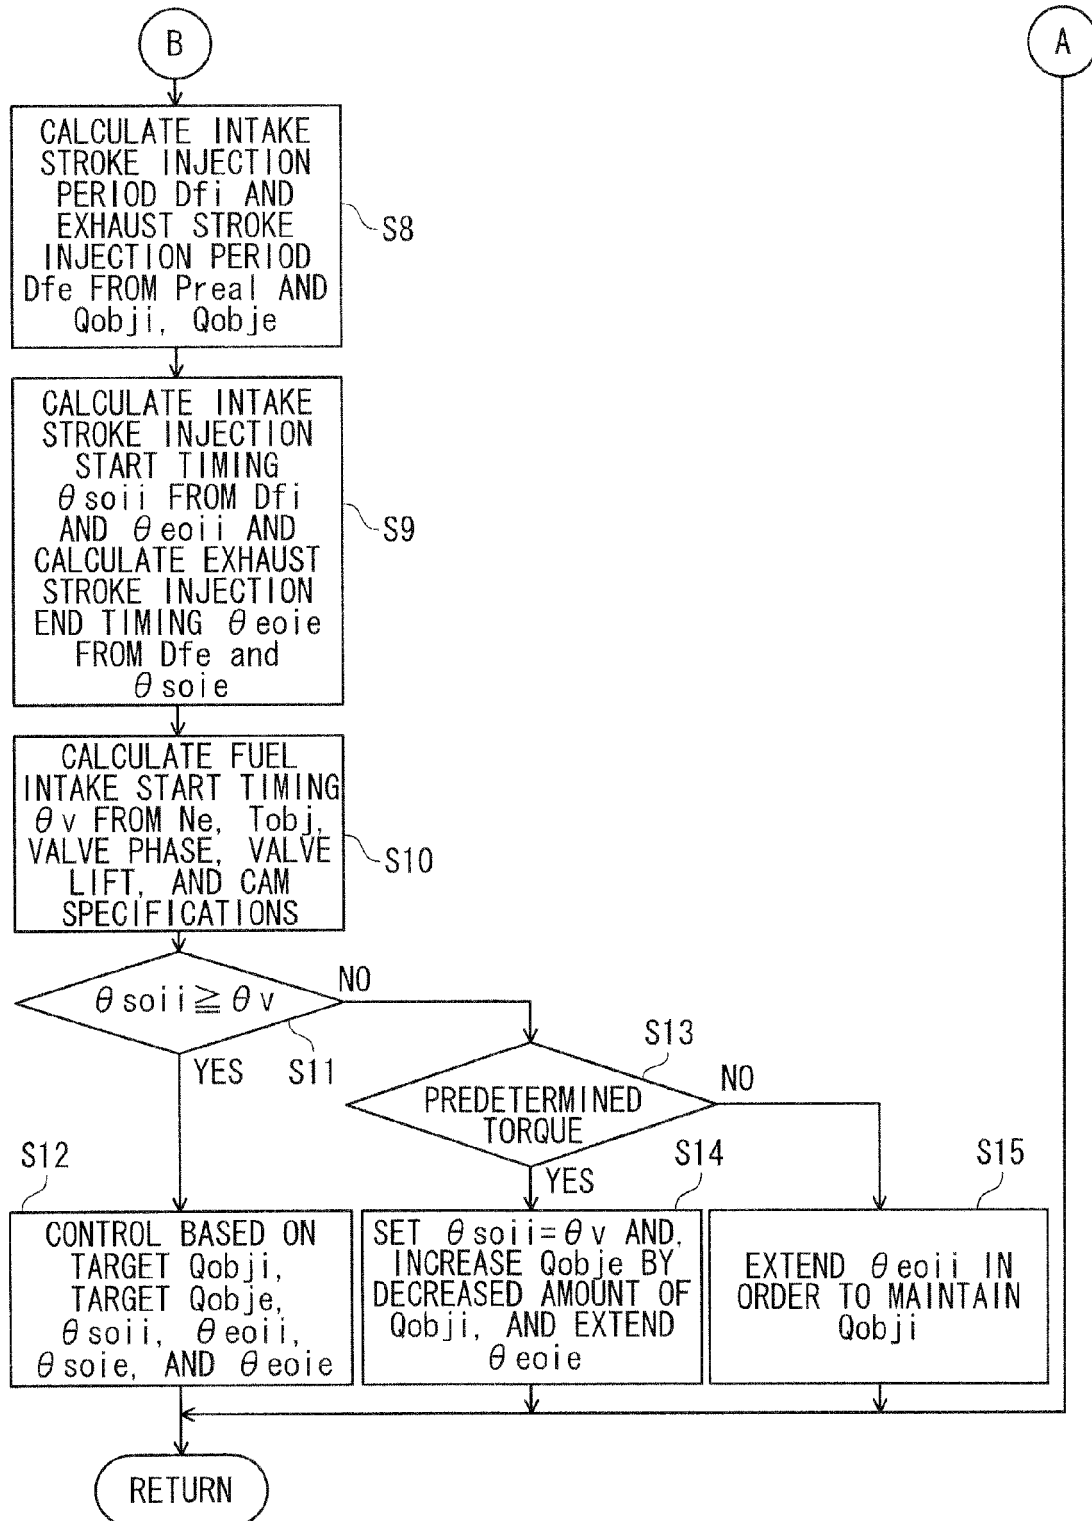 B
A
CALCULATE INTAKE
STROKE INJECTION
PERIOD Dfi AND
EXHAUST STROKE
INJECTION PERIOD
Dfe FROM Preal AND
Qobji, Qobje
S8
CALCULATE INTAKE
STROKE INJECTION
START TIMING
θsoii FROM Dfi
AND θeoii AND
CALCULATE EXHAUST
STROKE INJECTION
END TIMING θeoie
FROM Dfe and
θsoie
S9
CALCULATE FUEL
INTAKE START TIMING
θv FROM Ne, Tobj,
VALVE PHASE, VALVE
LIFT, AND CAM
SPECIFICATIONS
S10
θsoii≧θv
NO
YES
S11
S13
PREDETERMINED
TORQUE
NO
YES
S12
CONTROL BASED ON
TARGET Qobji,
TARGET Qobje,
θsoii, θeoii,
θsoie, AND θeoie
S14
SET θsoii=θv AND,
INCREASE Qobje BY
DECREASED AMOUNT OF
Qobji, AND EXTEND
θeoie
S15
EXTEND θeoii IN
ORDER TO MAINTAIN
Qobji
RETURN